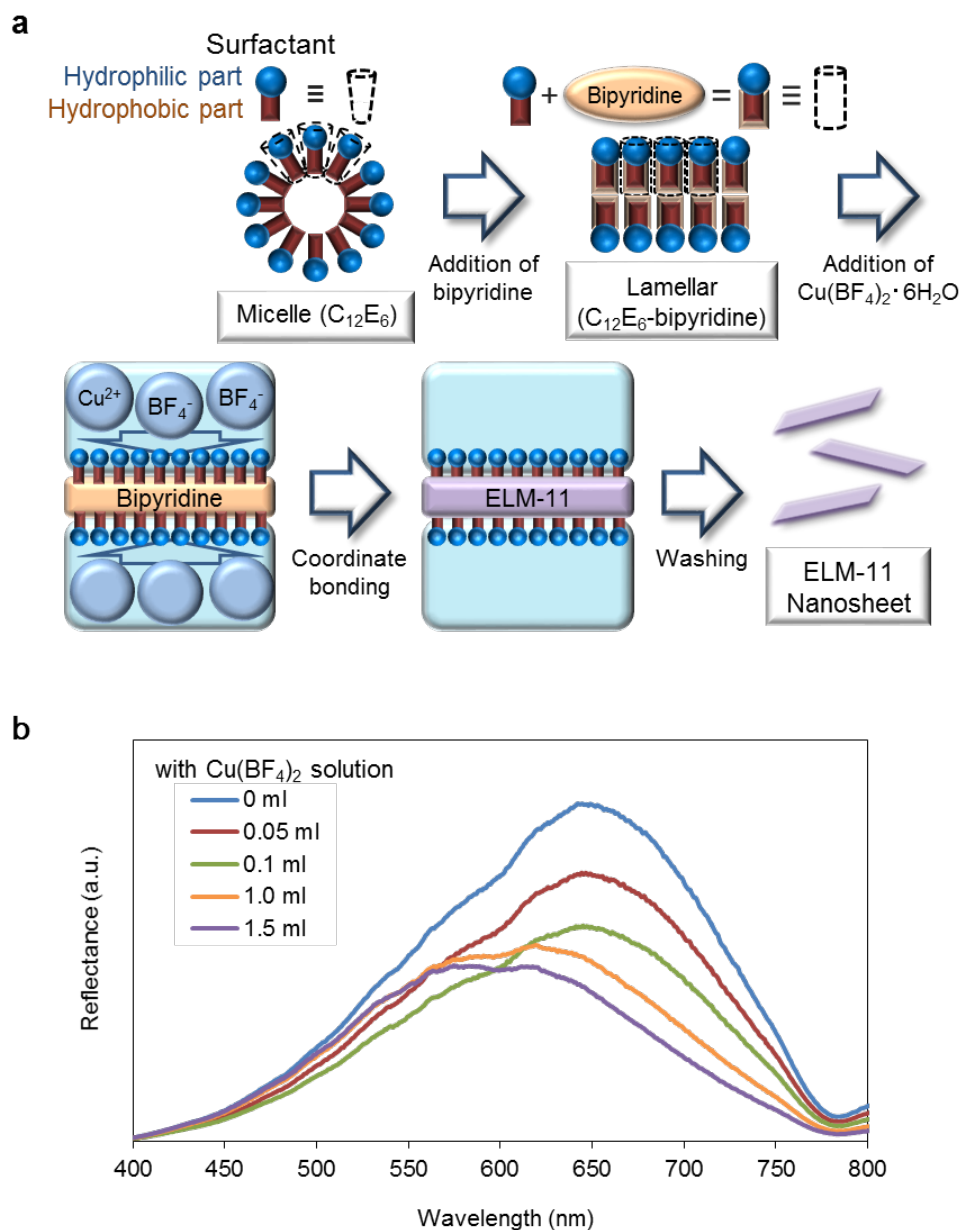 a
Surfactant
Hydrophilic part
Hydrophobic part
≡
+ Bipyridine = ≡
Addition of
bipyridine
Addition of
Cu(BF₄)₂・6H₂O
Micelle (C₁₂E₆)
Lamellar
(C₁₂E₆-bipyridine)
Cu²⁺
BF₄⁻
BF₄⁻
Bipyridine
Coordinate
bonding
ELM-11
Washing
ELM-11
Nanosheet
b
with Cu(BF₄)₂ solution
0 ml
0.05 ml
0.1 ml
1.0 ml
1.5 ml
Reflectance (a.u.)
400 450 500 550 600 650 700 750 800
Wavelength (nm)